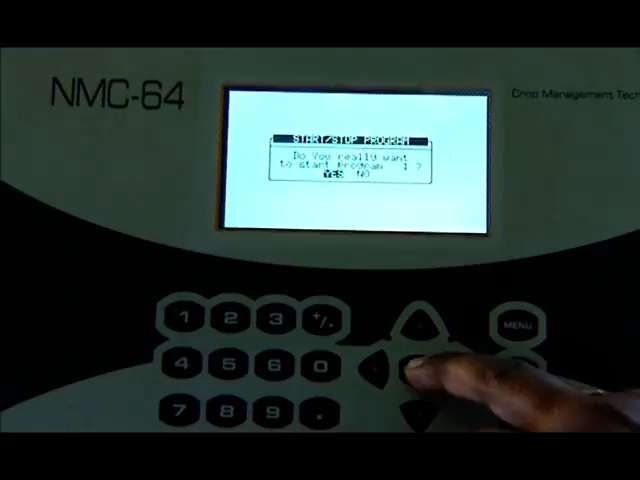 NMC-64
Crop Management Tech
START/STOP PROGRAM
Do You really want
to start Program 1 ?
YES NO
1 2 3 +/-
MENU
4 5 6 0
7 8 9 .